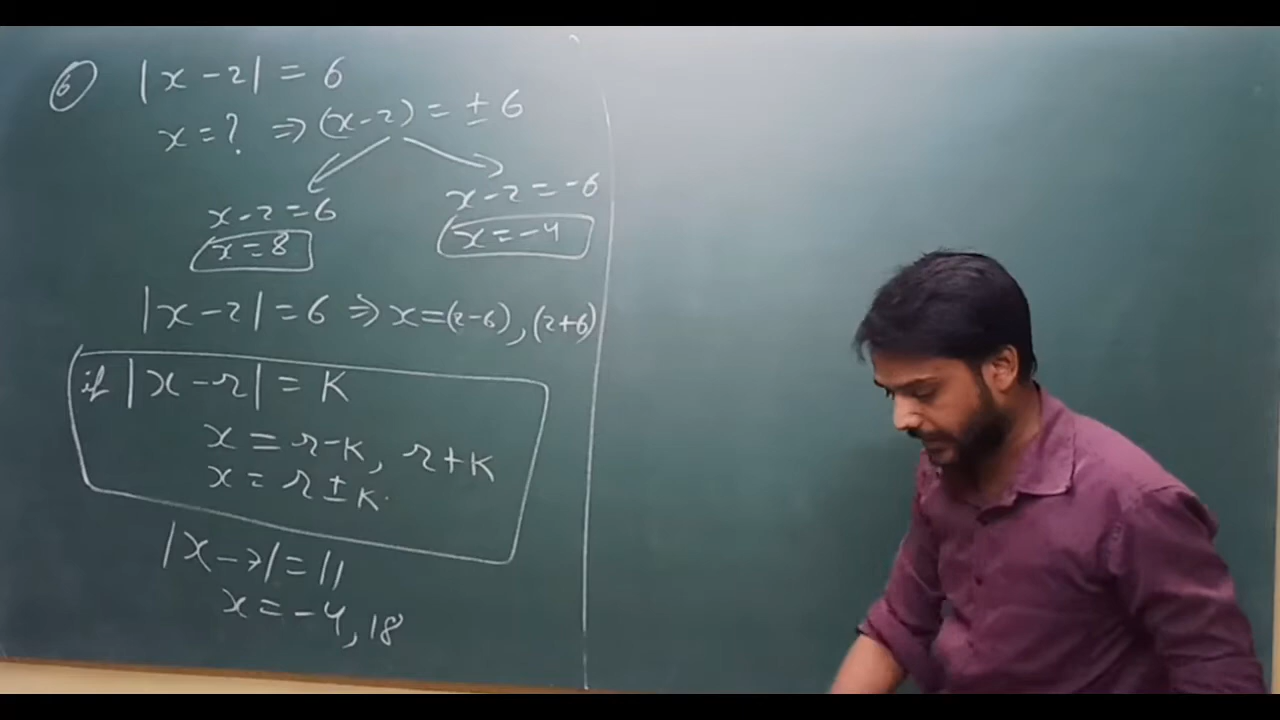 ⑥ |x-2| = 6
x = ? ⇒ (x-2) = ± 6
x-2=6
x=8
x-2=-6
x=-4
|x-2| = 6 ⇒ x=(2-6), (2+6)
if |x-r| = K
x = r-K, r+K
x = r±K.
|x-7|=11
x=-4, 18